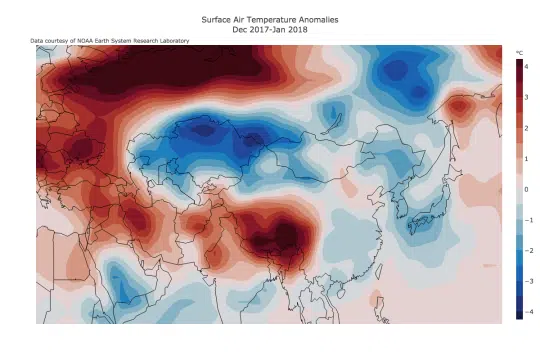 Surface Air Temperature Anomalies
Dec 2017-Jan 2018
Data courtesy of NOAA Earth System Research Laboratory
°C
4
3
2
1
0
−1
−2
−3
−4